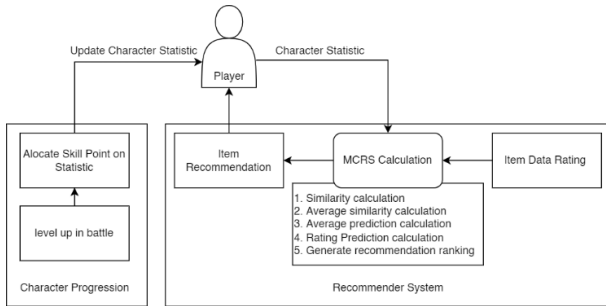 Update Character Statistic
Character Statistic
Player
Alocate Skill Point on
Statistic
level up in battle
Character Progression
Item
Recommendation
MCRS Calculation
Item Data Rating
1. Similarity calculation
2. Average similarity calculation
3. Average prediction calculation
4. Rating Prediction calculation
5. Generate recommendation ranking
Recommender System